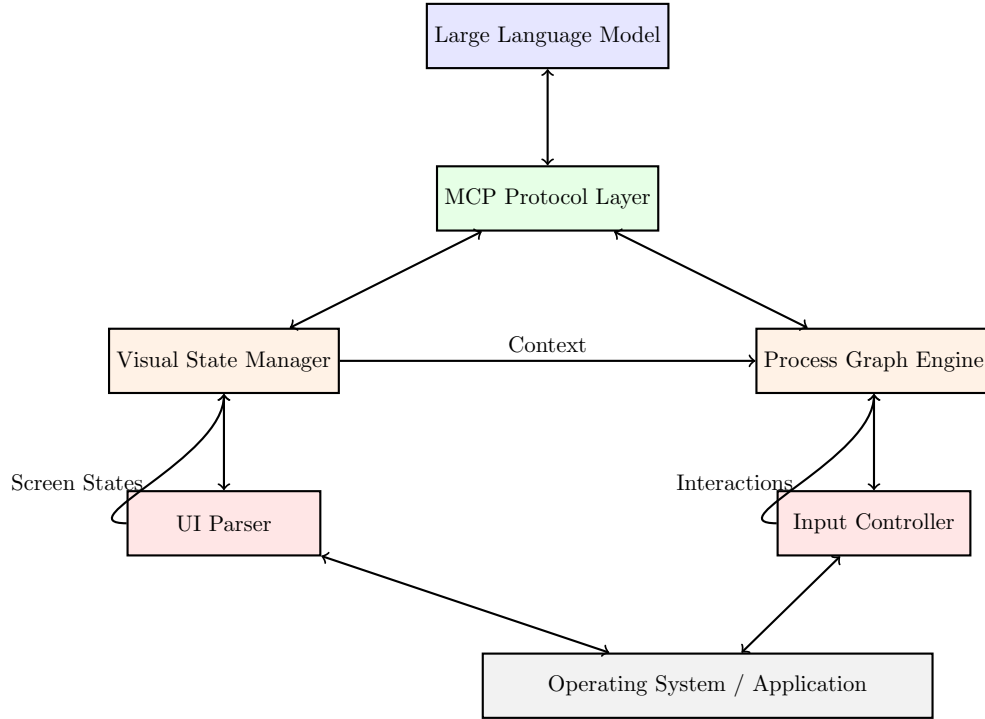 Large Language Model
MCP Protocol Layer
Context
Visual State Manager
Process Graph Engine
Screen States
Interactions
UI Parser
Input Controller
Operating System / Application